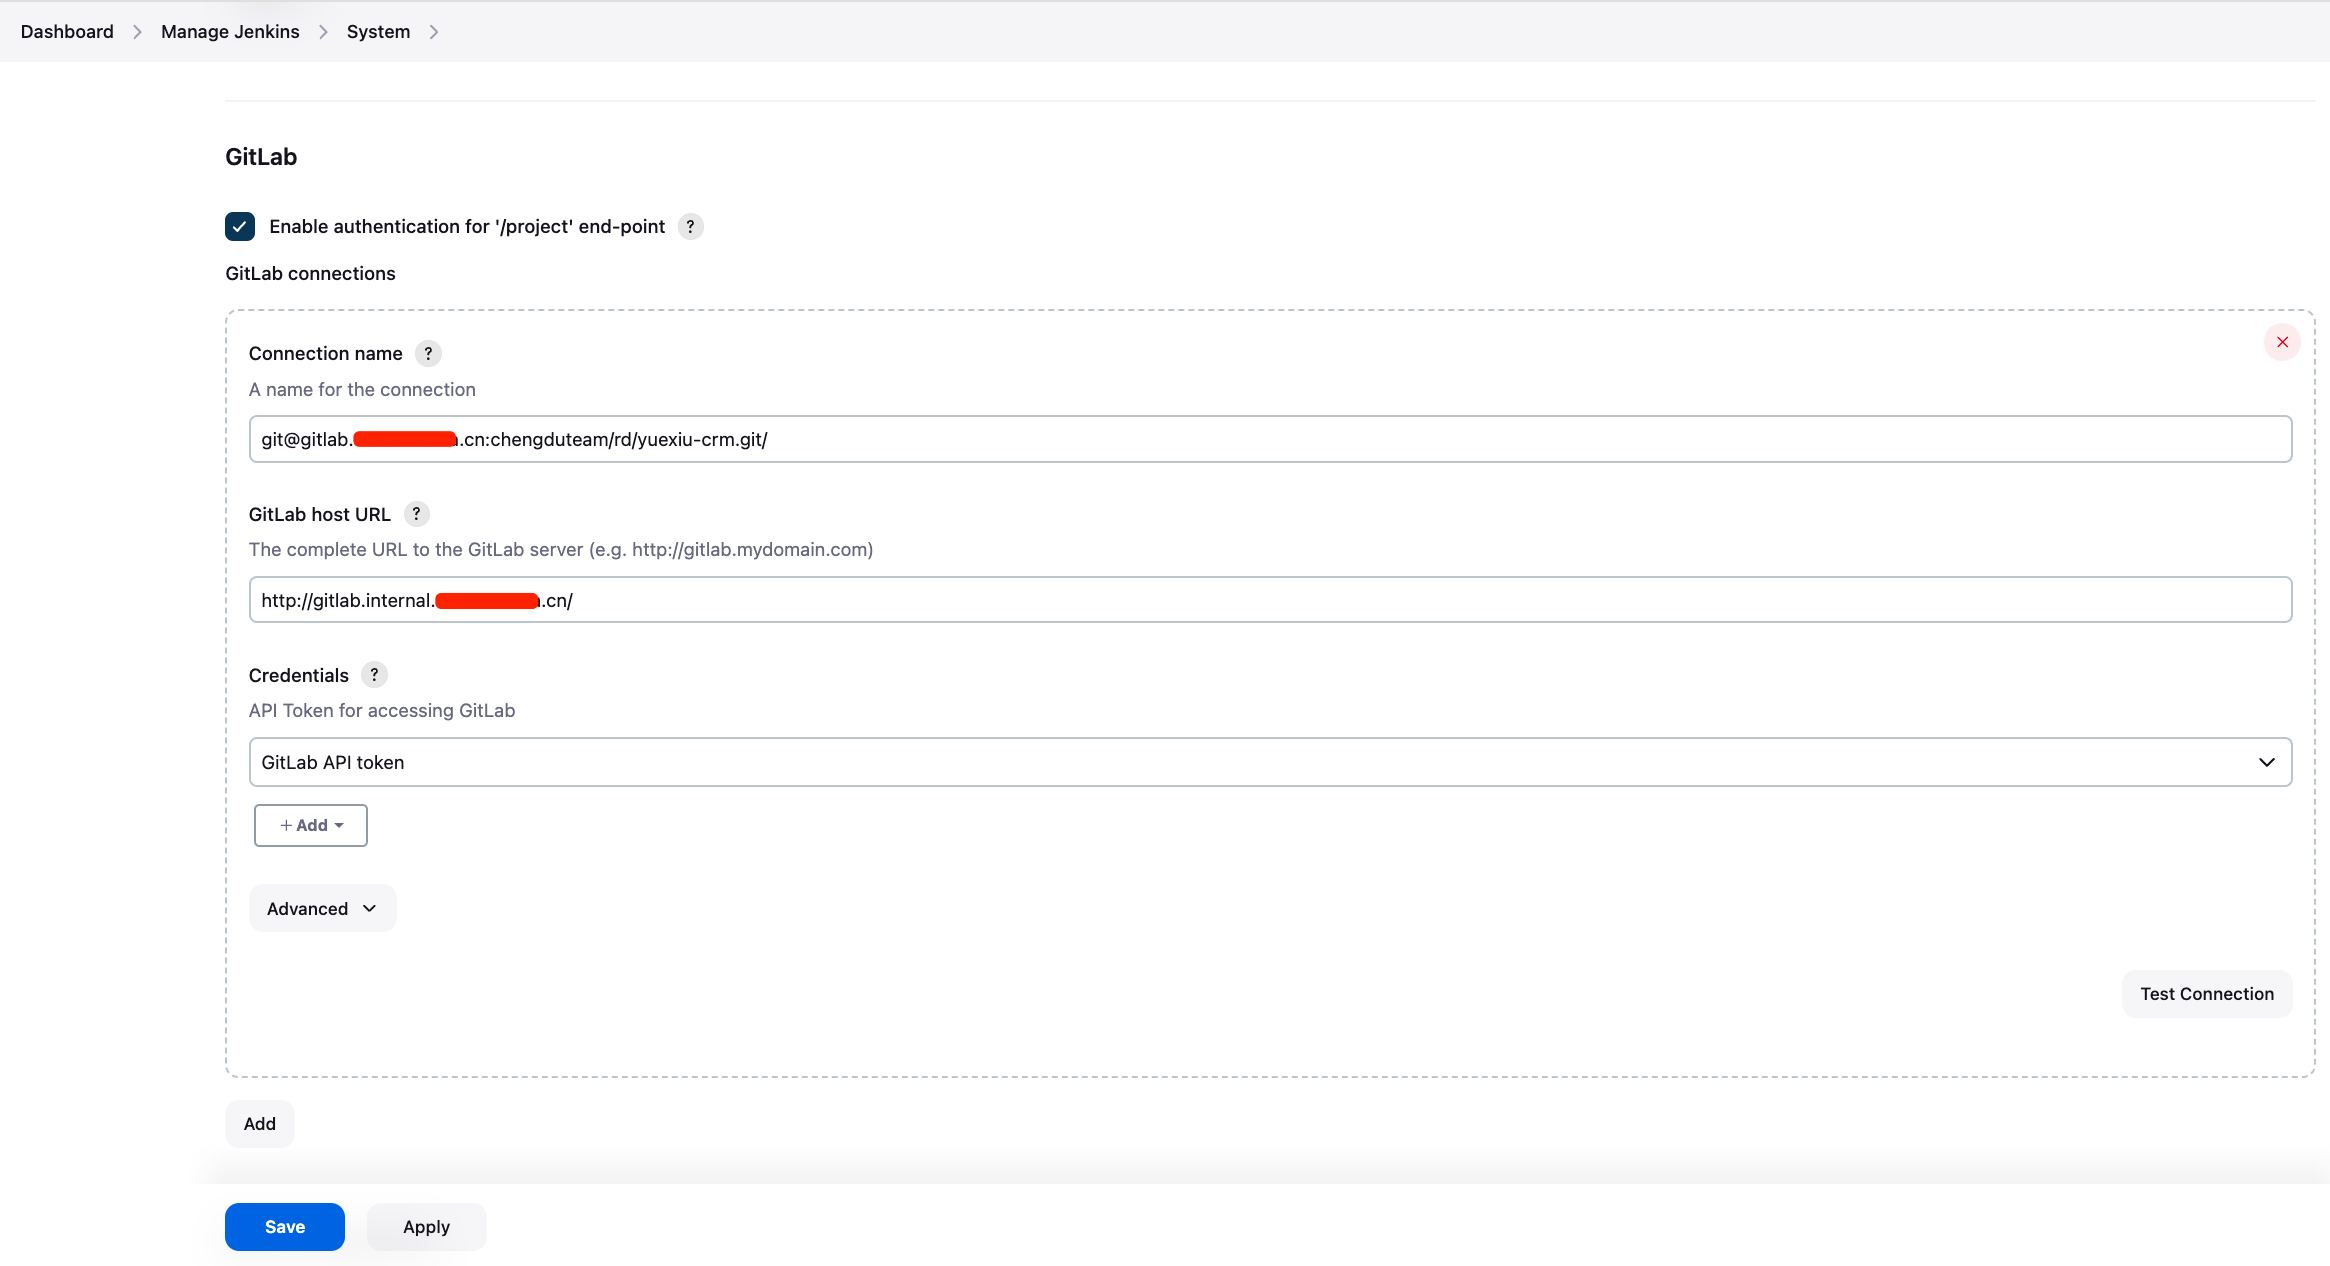 Dashboard > Manage Jenkins > System >
GitLab
Enable authentication for '/project' end-point ?
GitLab connections
Connection name ?
A name for the connection
git@gitlab. .cn:chengduteam/rd/yuexiu-crm.git/
GitLab host URL ?
The complete URL to the GitLab server (e.g. http://gitlab.mydomain.com)
http://gitlab.internal. .cn/
Credentials ?
API Token for accessing GitLab
GitLab API token
+ Add
Advanced
Test Connection
Add
Save Apply